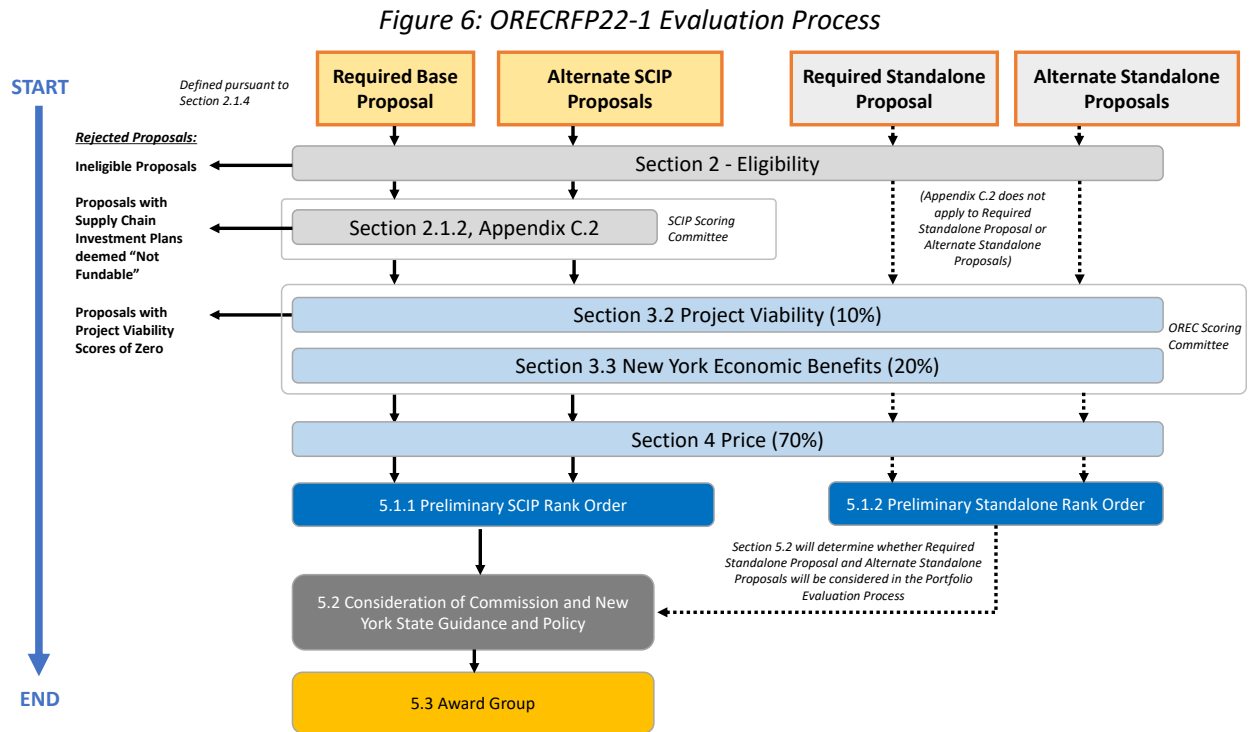 Figure 6: ORECRFP22-1 Evaluation Process
START
Defined pursuant to
Section 2.1.4
Required Base
Proposal
Alternate SCIP
Proposals
Required Standalone
Proposal
Alternate Standalone
Proposals
Rejected Proposals:
Ineligible Proposals
Section 2 - Eligibility
Proposals with
Supply Chain
Investment Plans
deemed “Not
Fundable”
Section 2.1.2, Appendix C.2
SCIP Scoring
Committee
(Appendix C.2 does not
apply to Required
Standalone Proposal or
Alternate Standalone
Proposals)
Proposals with
Project Viability
Scores of Zero
Section 3.2 Project Viability (10%)
OREC Scoring
Committee
Section 3.3 New York Economic Benefits (20%)
Section 4 Price (70%)
5.1.1 Preliminary SCIP Rank Order
5.1.2 Preliminary Standalone Rank Order
Section 5.2 will determine whether Required
Standalone Proposal and Alternate Standalone
Proposals will be considered in the Portfolio
Evaluation Process
5.2 Consideration of Commission and New
York State Guidance and Policy
5.3 Award Group
END